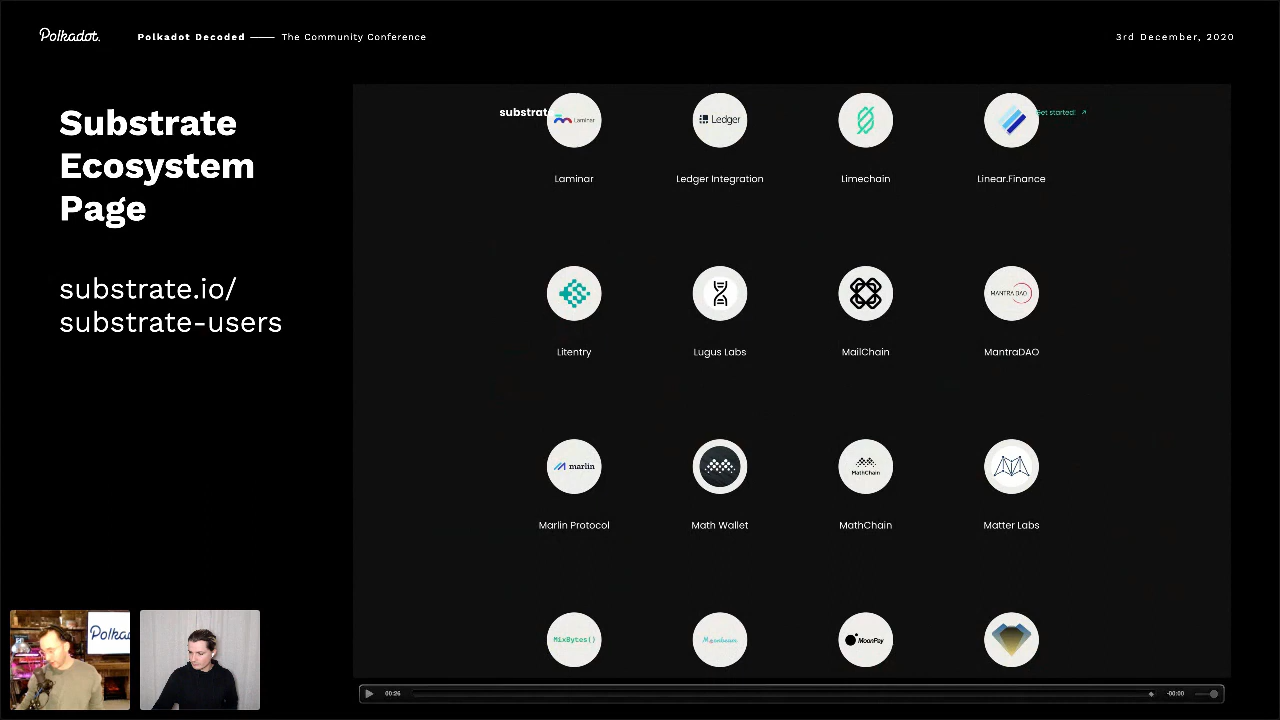 Polkadot.
Polkadot Decoded —— The Community Conference
3rd December, 2020
Substrate
Ecosystem
Page
substrate.io/
substrate-users
substrat
Get started! ↗
Laminar
Ledger
Laminar
Ledger Integration
Limechain
Linear.Finance
MANTRA DAO
Litentry
Lugus Labs
MailChain
MantraDAO
marlin
MathChain
Marlin Protocol
Math Wallet
MathChain
Matter Labs
MixBytes()
Moonbeam
MoonPay
Polkad
00:26
-00:00